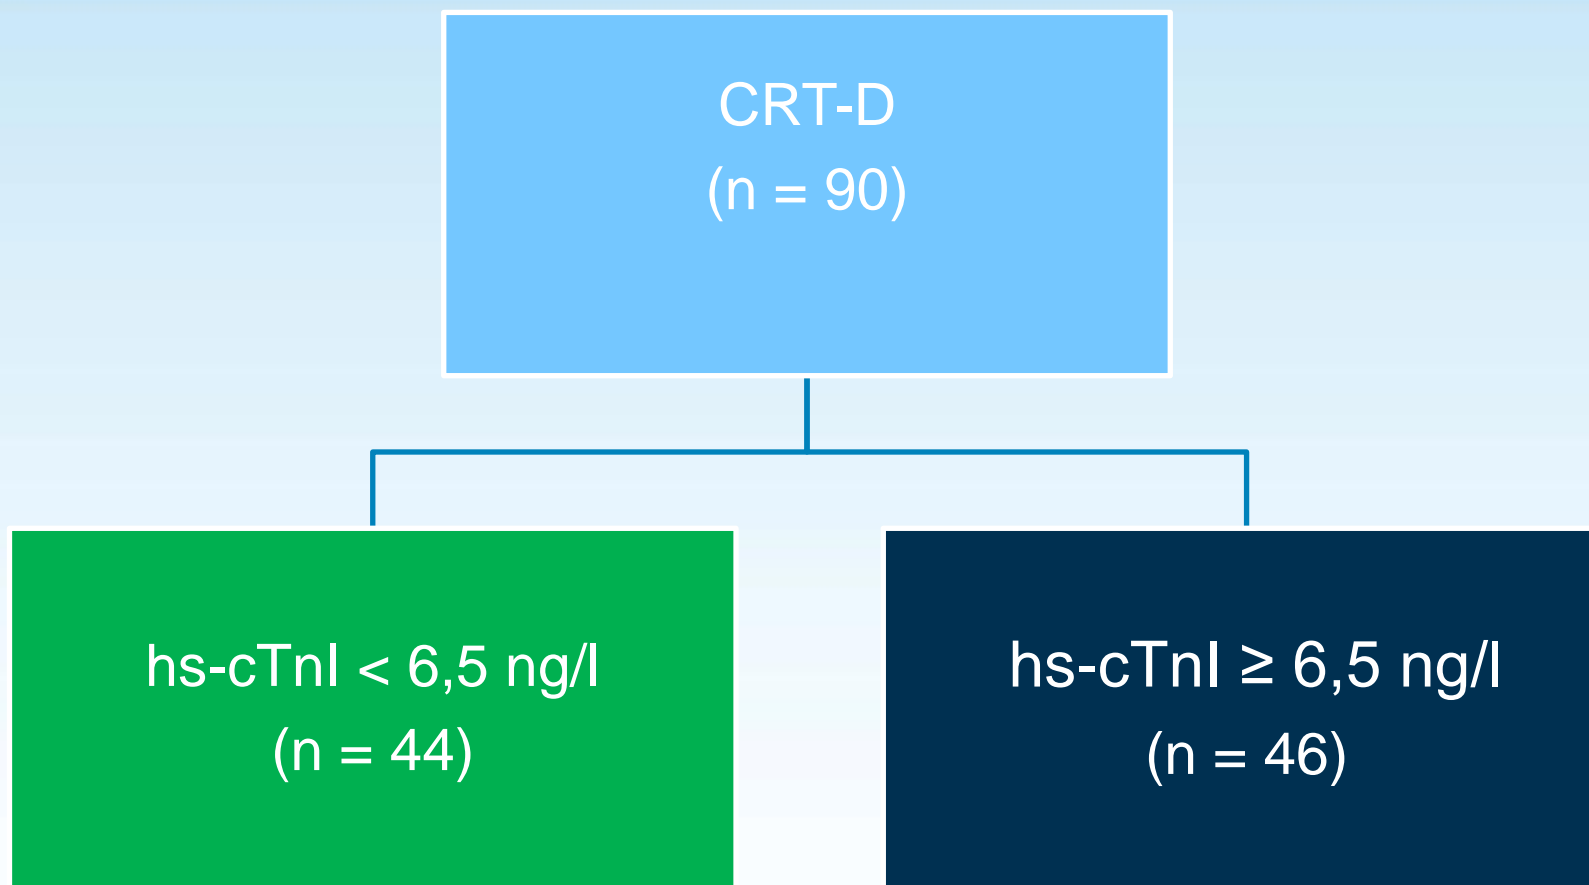 CRT-D
(n = 90)
hs-cTnI < 6,5 ng/l
(n = 44)
hs-cTnI ≥ 6,5 ng/l
(n = 46)